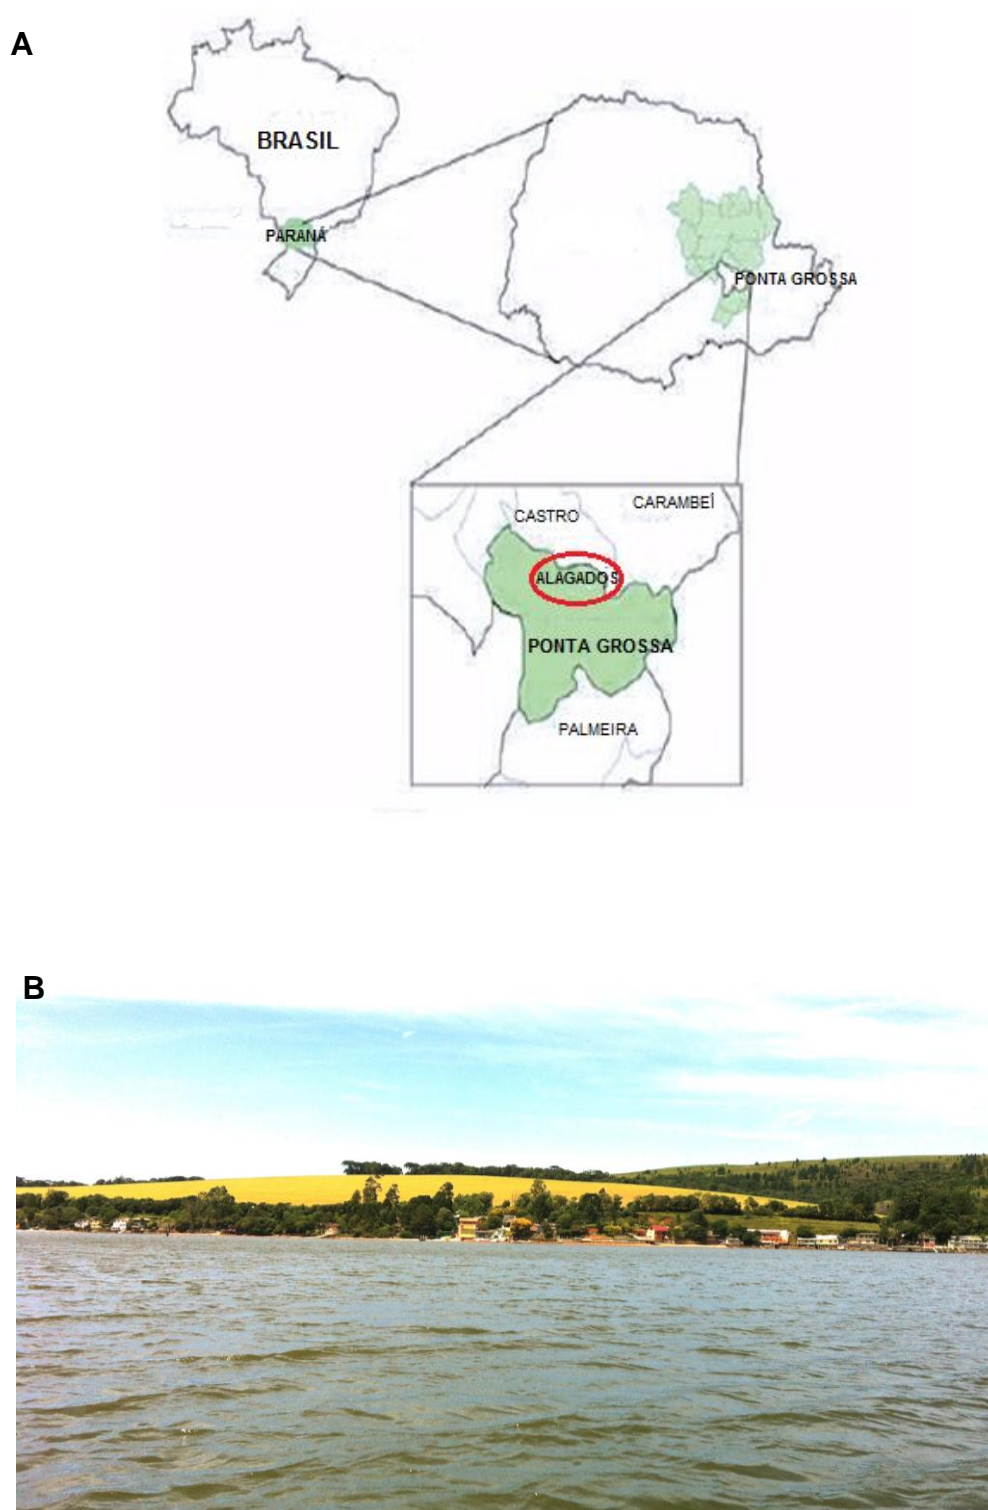 A
BRASIL
PARANÁ
PONTA GROSSA
CASTRO
CARAMBEÍ
ALAGADOS
PONTA GROSSA
PALMEIRA
B